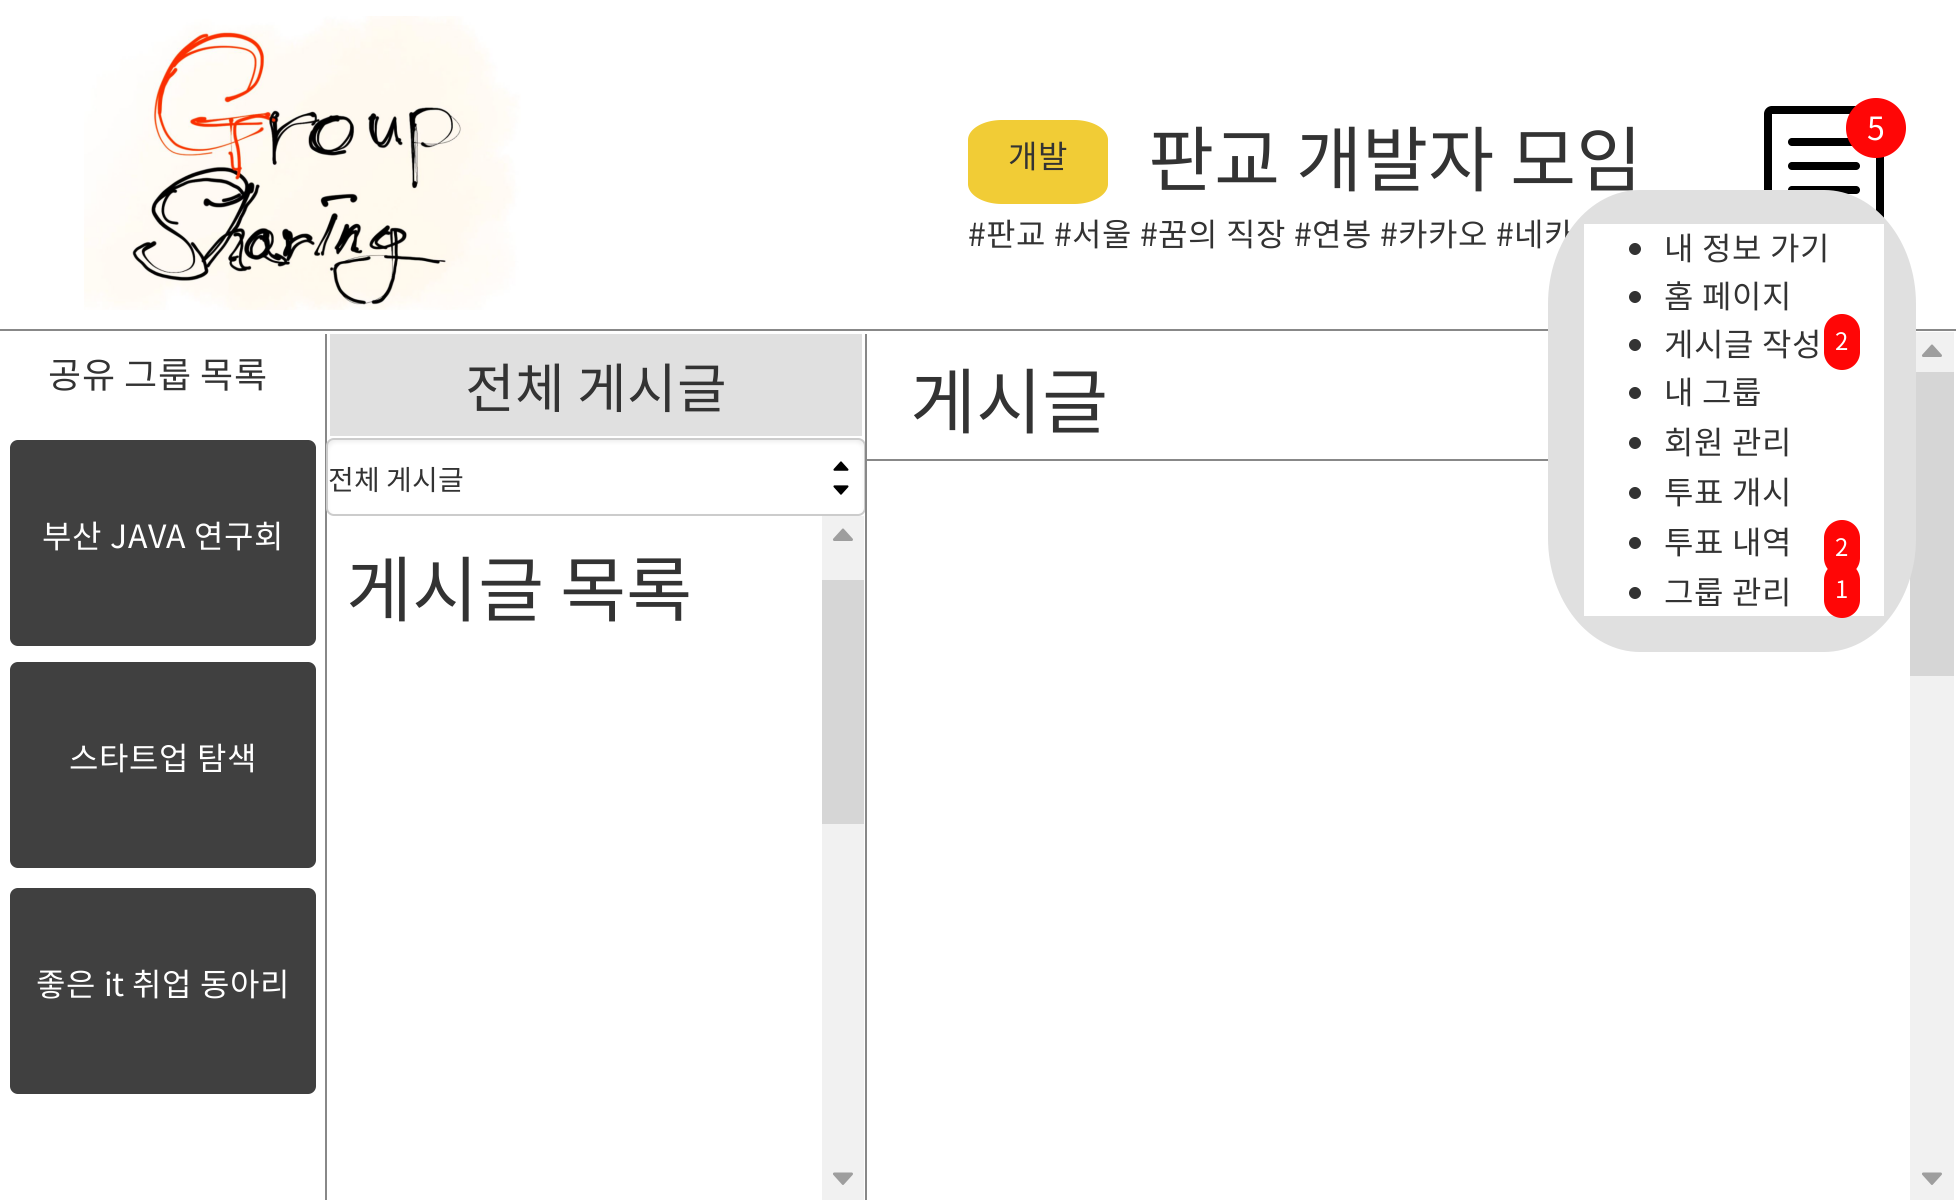 Group
Sharing
개발
판교 개발자 모임
5
#판교 #서울 #꿈의 직장 #연봉 #카카오 #네카
내 정보 가기
홈 페이지
게시글 작성 2
내 그룹
회원 관리
투표 개시
투표 내역 2
그룹 관리 1
공유 그룹 목록
부산 JAVA 연구회
스타트업 탐색
좋은 it 취업 동아리
전체 게시글
전체 게시글
게시글 목록
게시글